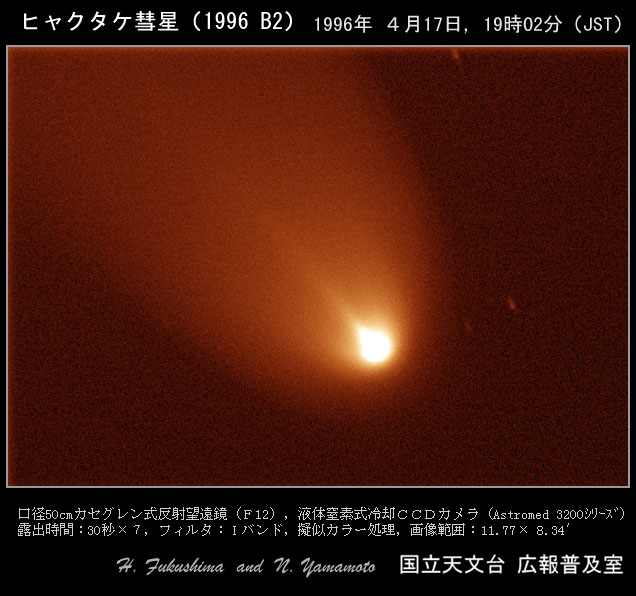 ヒャクタケ彗星（1996 B2） 1996年 ４月17日，19時02分（JST）
口径50cmカセグレン式反射望遠鏡（Ｆ12），液体窒素式冷却ＣＣＤカメラ（Astromed 3200ｼﾘｰｽﾞ）
露出時間：30秒×７，フィルタ：Ｉバンド，擬似カラー処理，画像範囲：11.77× 8.34′
H. Fukushima and N. Yamamoto 国立天文台 広報普及室